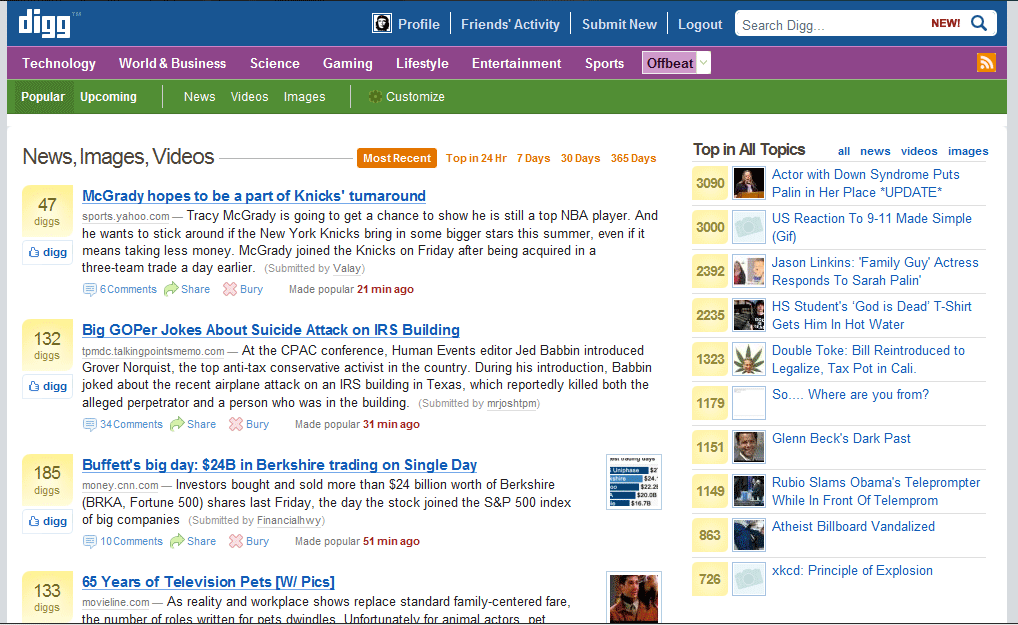 digg™
Profile Friends' Activity Submit New Logout Search Digg... NEW!
Technology World & Business Science Gaming Lifestyle Entertainment Sports Offbeat
Popular Upcoming News Videos Images Customize
News, Images, Videos
Most Recent Top in 24 Hr 7 Days 30 Days 365 Days
47
diggs
digg
McGrady hopes to be a part of Knicks' turnaround
sports.yahoo.com — Tracy McGrady is going to get a chance to show he is still a top NBA player. And
he wants to stick around if the New York Knicks bring in some bigger stars this summer, even if it
means taking less money. McGrady joined the Knicks on Friday after being acquired in a
three-team trade a day earlier. (Submitted by Valay)
6 Comments Share Bury Made popular 21 min ago
132
diggs
digg
Big GOPer Jokes About Suicide Attack on IRS Building
tpmdc.talkingpointsmemo.com — At the CPAC conference, Human Events editor Jed Babbin introduced
Grover Norquist, the top anti-tax conservative activist in the country. During his introduction, Babbin
joked about the recent airplane attack on an IRS building in Texas, which reportedly killed both the
alleged perpetrator and a person who was in the building. (Submitted by mrjoshtpm)
34 Comments Share Bury Made popular 31 min ago
185
diggs
digg
Buffett's big day: $24B in Berkshire trading on Single Day
money.cnn.com — Investors bought and sold more than $24 billion worth of Berkshire
(BRKA, Fortune 500) shares last Friday, the day the stock joined the S&P 500 index
of big companies (Submitted by Financialhwy)
10 Comments Share Bury Made popular 51 min ago
trading days
Uniphase $2
kshire $24.
$22.2
$20.0B
$16.7B
133
diggs
65 Years of Television Pets [W/ Pics]
movieline.com — As reality and workplace shows replace standard family-centered fare,
the number of roles written for pets dwindles. Unfortunately for animal actors, pet
Top in All Topics all news videos images
3090
Actor with Down Syndrome Puts
Palin in Her Place *UPDATE*
3000
US Reaction To 9-11 Made Simple
(Gif)
2392
Jason Linkins: 'Family Guy' Actress
Responds To Sarah Palin'
2235
HS Student's ‘God is Dead’ T-Shirt
Gets Him In Hot Water
1323
Double Toke: Bill Reintroduced to
Legalize, Tax Pot in Cali.
1179
So.... Where are you from?
1151
Glenn Beck's Dark Past
1149
Rubio Slams Obama's Teleprompter
While In Front Of Telemprom
863
Atheist Billboard Vandalized
726
xkcd: Principle of Explosion